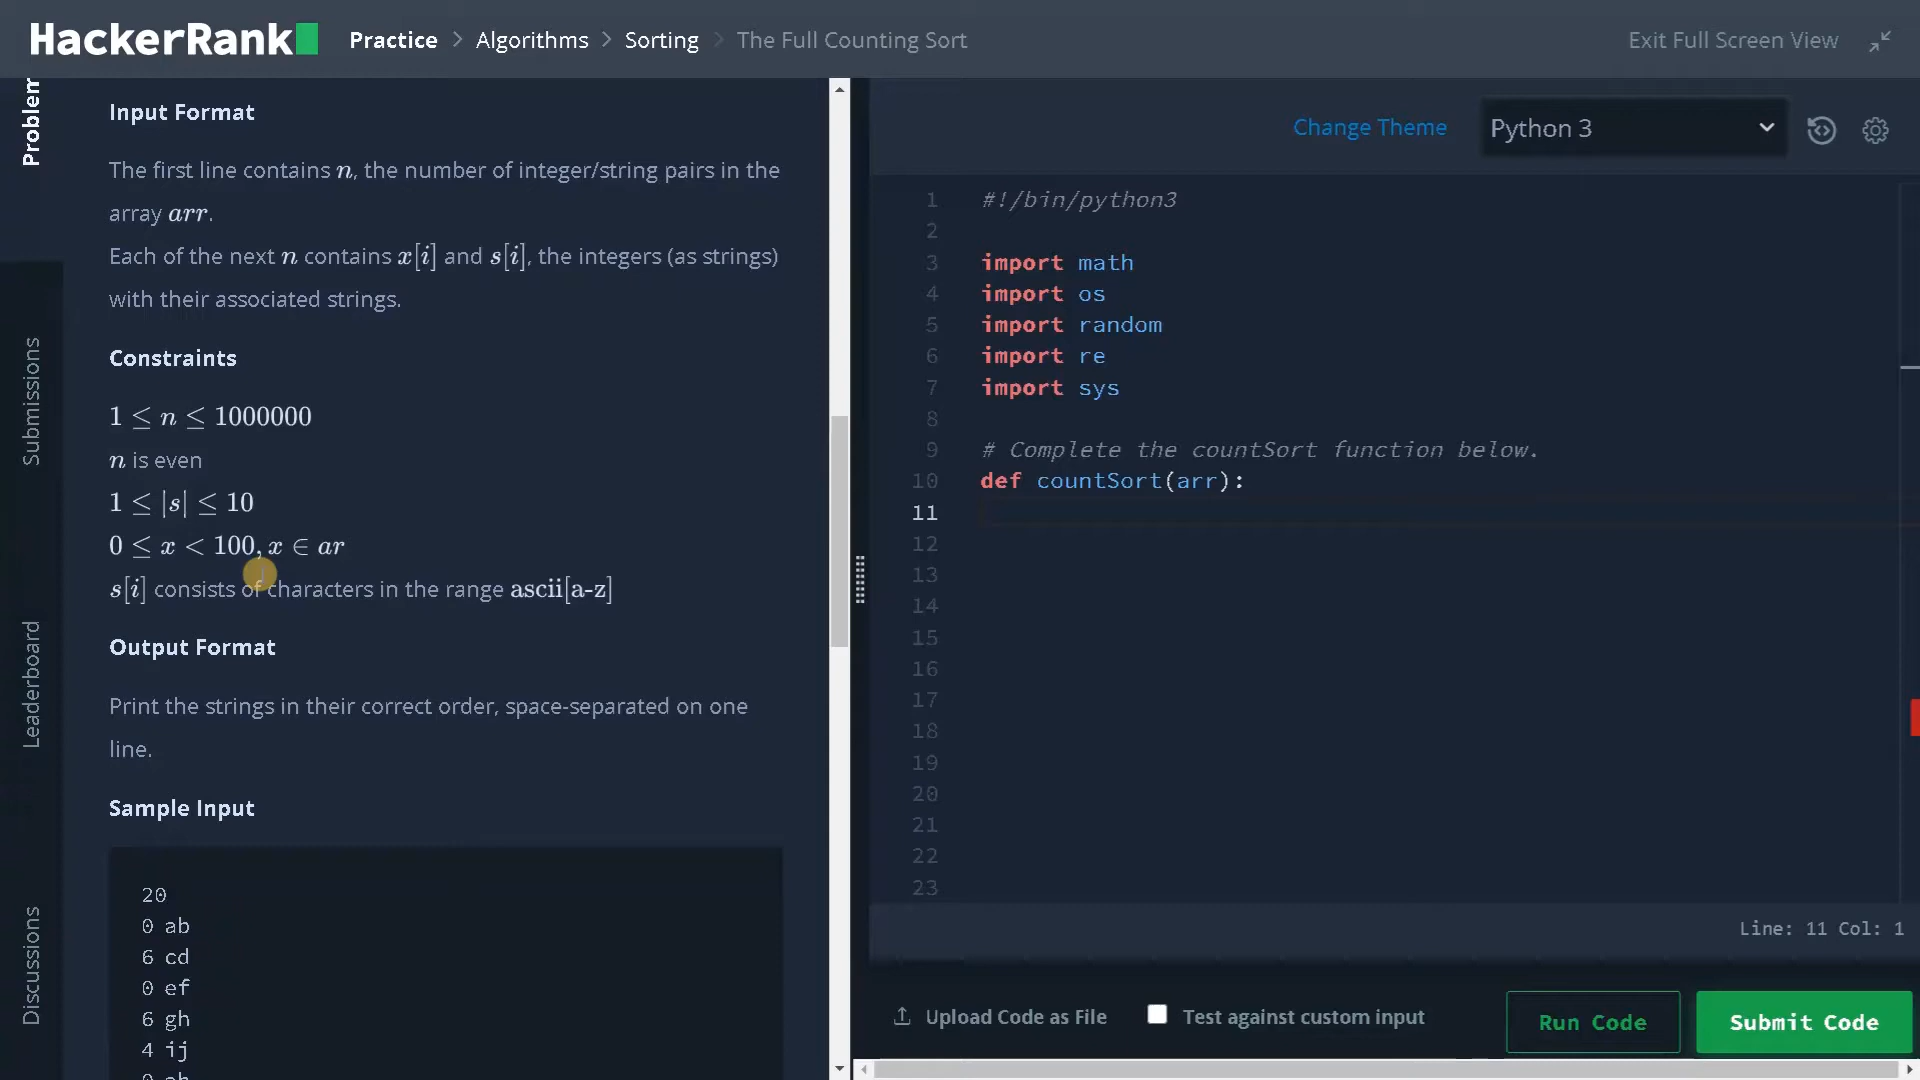 HackerRank
Practice > Algorithms > Sorting > The Full Counting Sort
Exit Full Screen View
Problem
Submissions
Leaderboard
Discussions
Input Format
The first line contains n, the number of integer/string pairs in the
array arr.
Each of the next n contains x[i] and s[i], the integers (as strings)
with their associated strings.
Constraints
1 ≤ n ≤ 1000000
n is even
1 ≤ |s| ≤ 10
0 ≤ x < 100, x ∈ ar
s[i] consists of characters in the range ascii[a-z]
Output Format
Print the strings in their correct order, space-separated on one
line.
Sample Input
20
0 ab
6 cd
0 ef
6 gh
4 ij
0 ab
Change Theme
Python 3
1 #!/bin/python3
2
3 import math
4 import os
5 import random
6 import re
7 import sys
8
9 # Complete the countSort function below.
10 def countSort(arr):
11
12
13
14
15
16
17
18
19
20
21
22
23
Line: 11 Col: 1
Upload Code as File
Test against custom input
Run Code
Submit Code